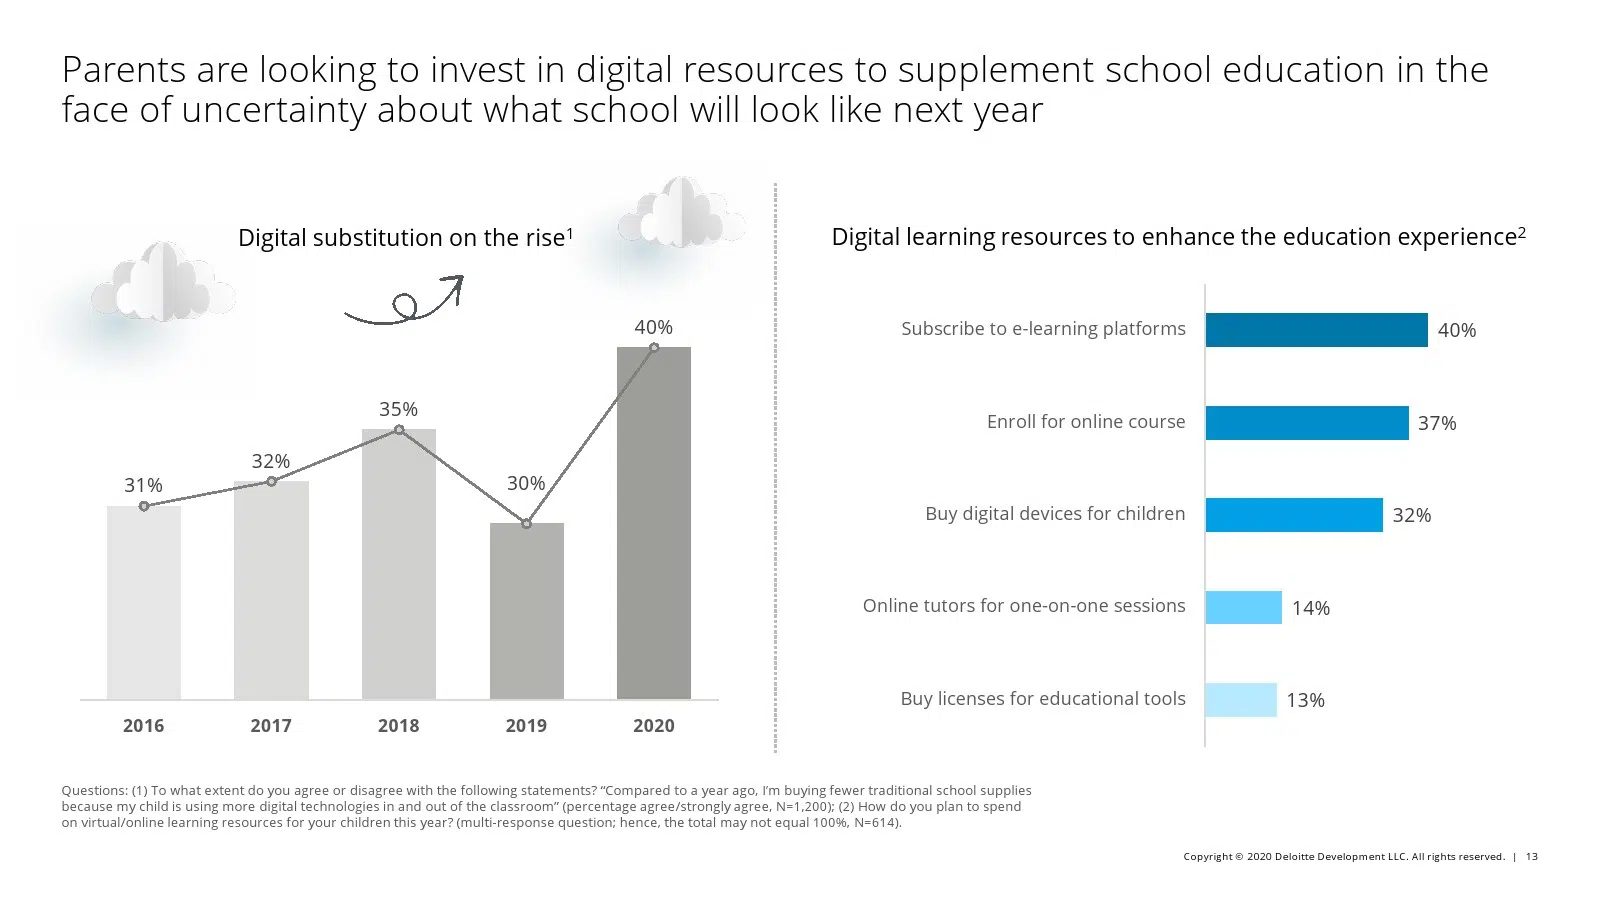 Parents are looking to invest in digital resources to supplement school education in the
face of uncertainty about what school will look like next year
Digital substitution on the rise¹
40%
35%
32%
31%
30%
2016 2017 2018 2019 2020
Digital learning resources to enhance the education experience²
Subscribe to e-learning platforms 40%
Enroll for online course 37%
Buy digital devices for children 32%
Online tutors for one-on-one sessions 14%
Buy licenses for educational tools 13%
Questions: (1) To what extent do you agree or disagree with the following statements? “Compared to a year ago, I’m buying fewer traditional school supplies
because my child is using more digital technologies in and out of the classroom” (percentage agree/strongly agree, N=1,200); (2) How do you plan to spend
on virtual/online learning resources for your children this year? (multi-response question; hence, the total may not equal 100%, N=614).
Copyright © 2020 Deloitte Development LLC. All rights reserved. | 13